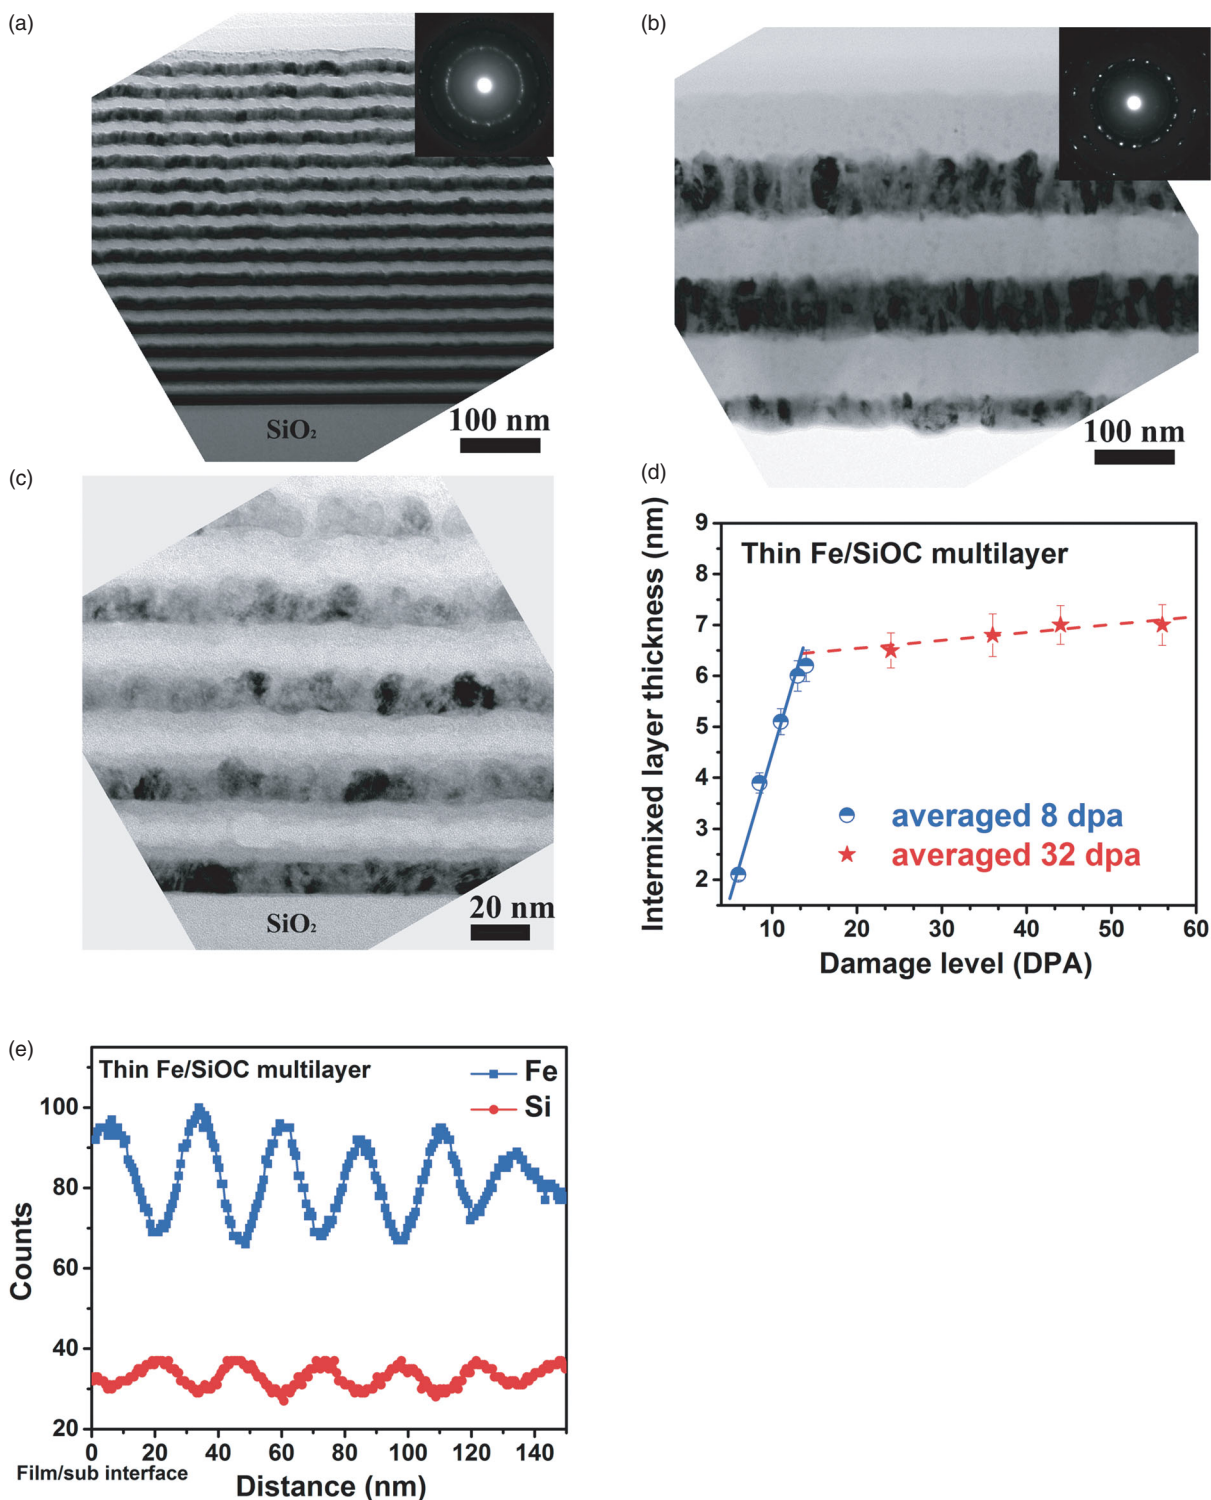 (a)
SiO₂
100 nm
(b)
100 nm
(c)
SiO₂
20 nm
(d)
Thin Fe/SiOC multilayer
Intermixed layer thickness (nm)
9
8
7
6
5
4
3
2
averaged 8 dpa
averaged 32 dpa
10 20 30 40 50 60
Damage level (DPA)
(e)
Thin Fe/SiOC multilayer
Fe
Si
Counts
100
80
60
40
20
0 20 40 60 80 100 120 140
Film/sub interface
Distance (nm)